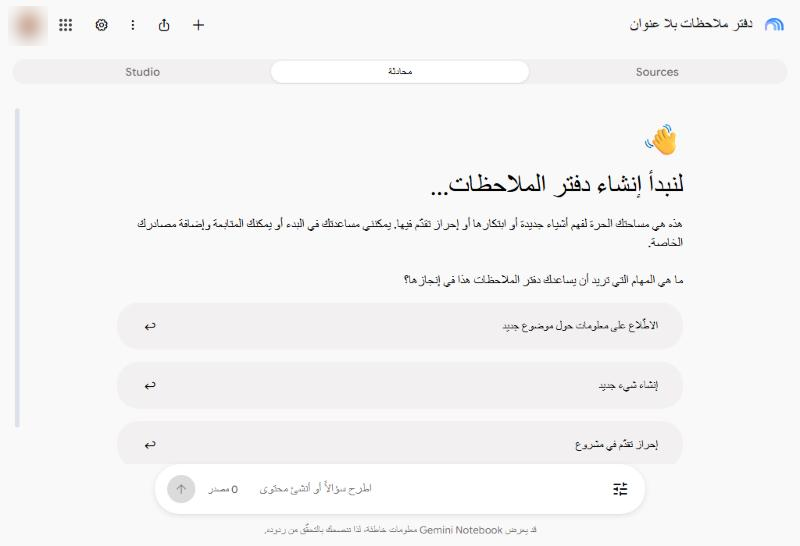 دفتر ملاحظات بلا عنوان
Sources
محادثة
Studio
لنبدأ إنشاء دفتر الملاحظات...
هذه هي مساحتك الحرة لفهم أشياء جديدة أو ابتكارها أو إحراز تقدّم فيها. يمكنني مساعدتك في البدء أو يمكنك المتابعة وإضافة مصادرك
الخاصة.
ما هي المهام التي تريد أن يساعدك دفتر الملاحظات هذا في إنجازها؟
الاطّلاع على معلومات حول موضوع جديد
إنشاء شيء جديد
إحراز تقدّم في مشروع
اطرح سؤالاً أو أنشئ محتوى
0 مصدر
قد يعرض Gemini Notebook معلومات خاطئة، لذا ننصحك بالتحقّق من ردوده.